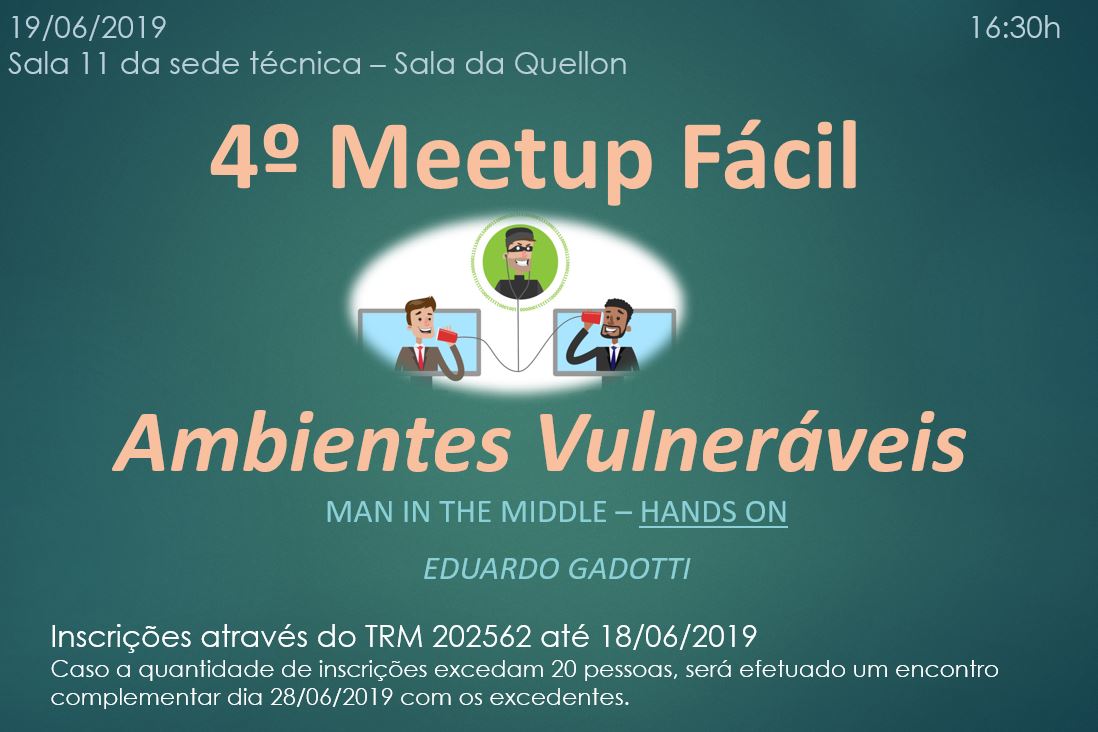 19/06/2019 16:30h
Sala 11 da sede técnica – Sala da Quellon
4º Meetup Fácil
Ambientes Vulneráveis
MAN IN THE MIDDLE – HANDS ON
EDUARDO GADOTTI
Inscrições através do TRM 202562 até 18/06/2019
Caso a quantidade de inscrições excedam 20 pessoas, será efetuado um encontro
complementar dia 28/06/2019 com os excedentes.